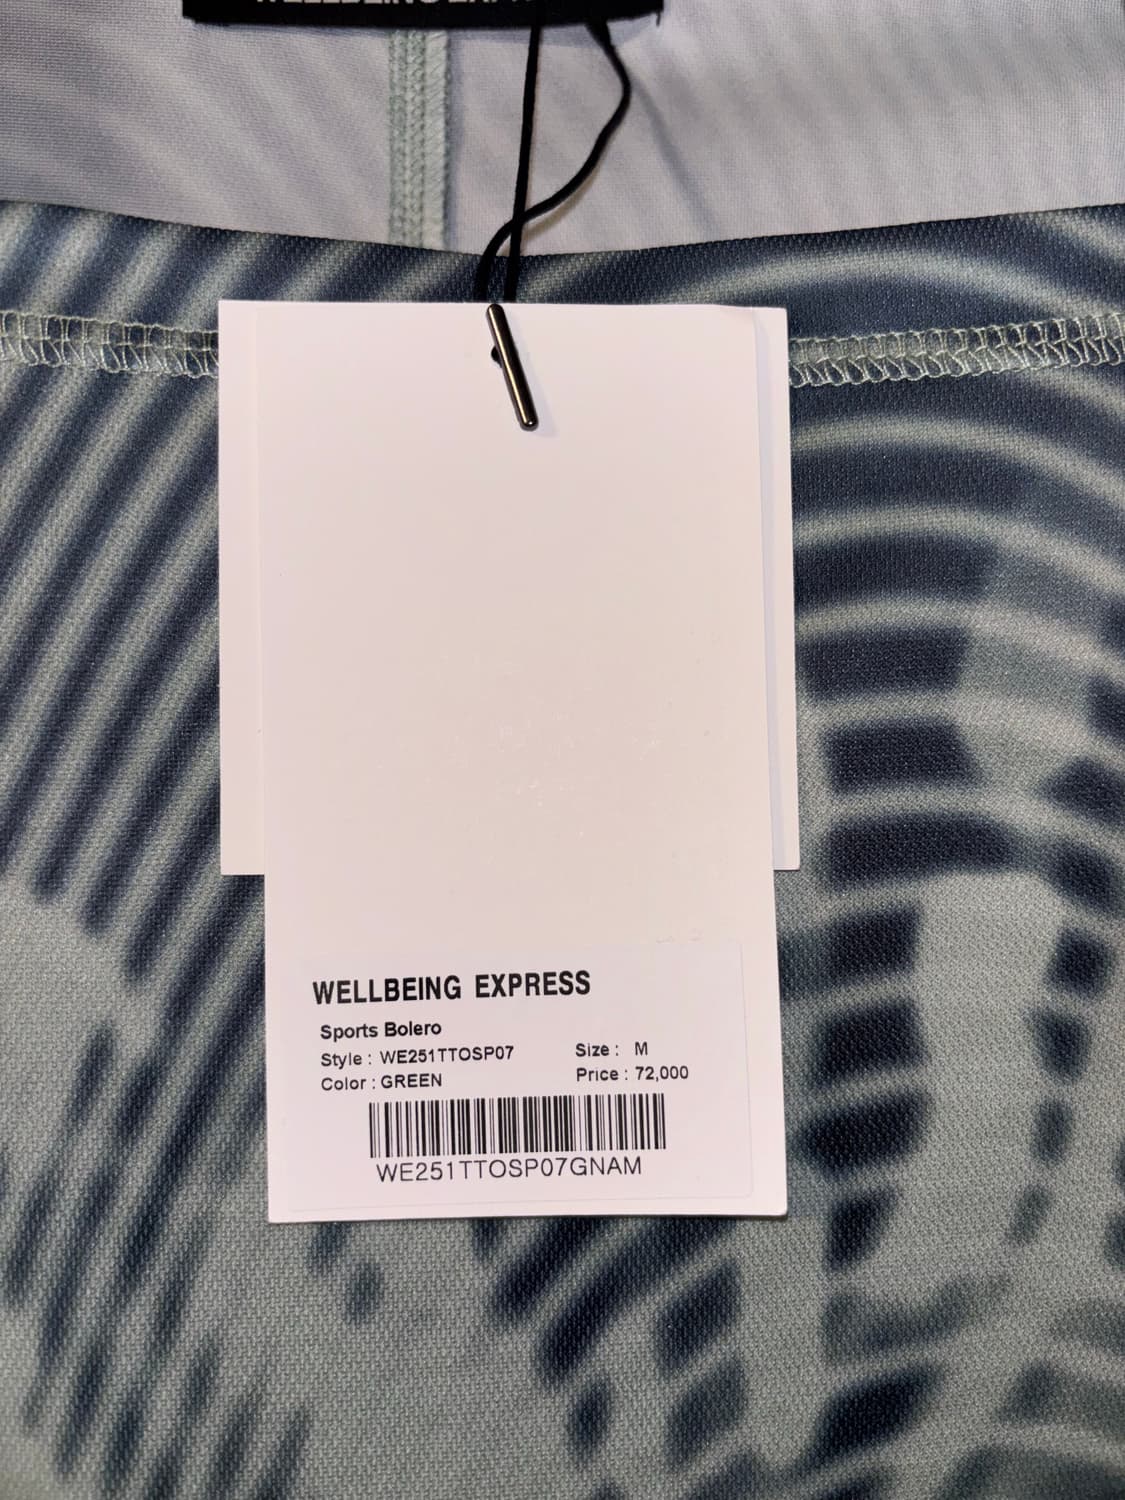 WELLBEING EXPRESS
Sports Bolero
Style : WE251TTOSP07 Size : M
Color : GREEN Price : 72,000
WE251TTOSP07GNAM